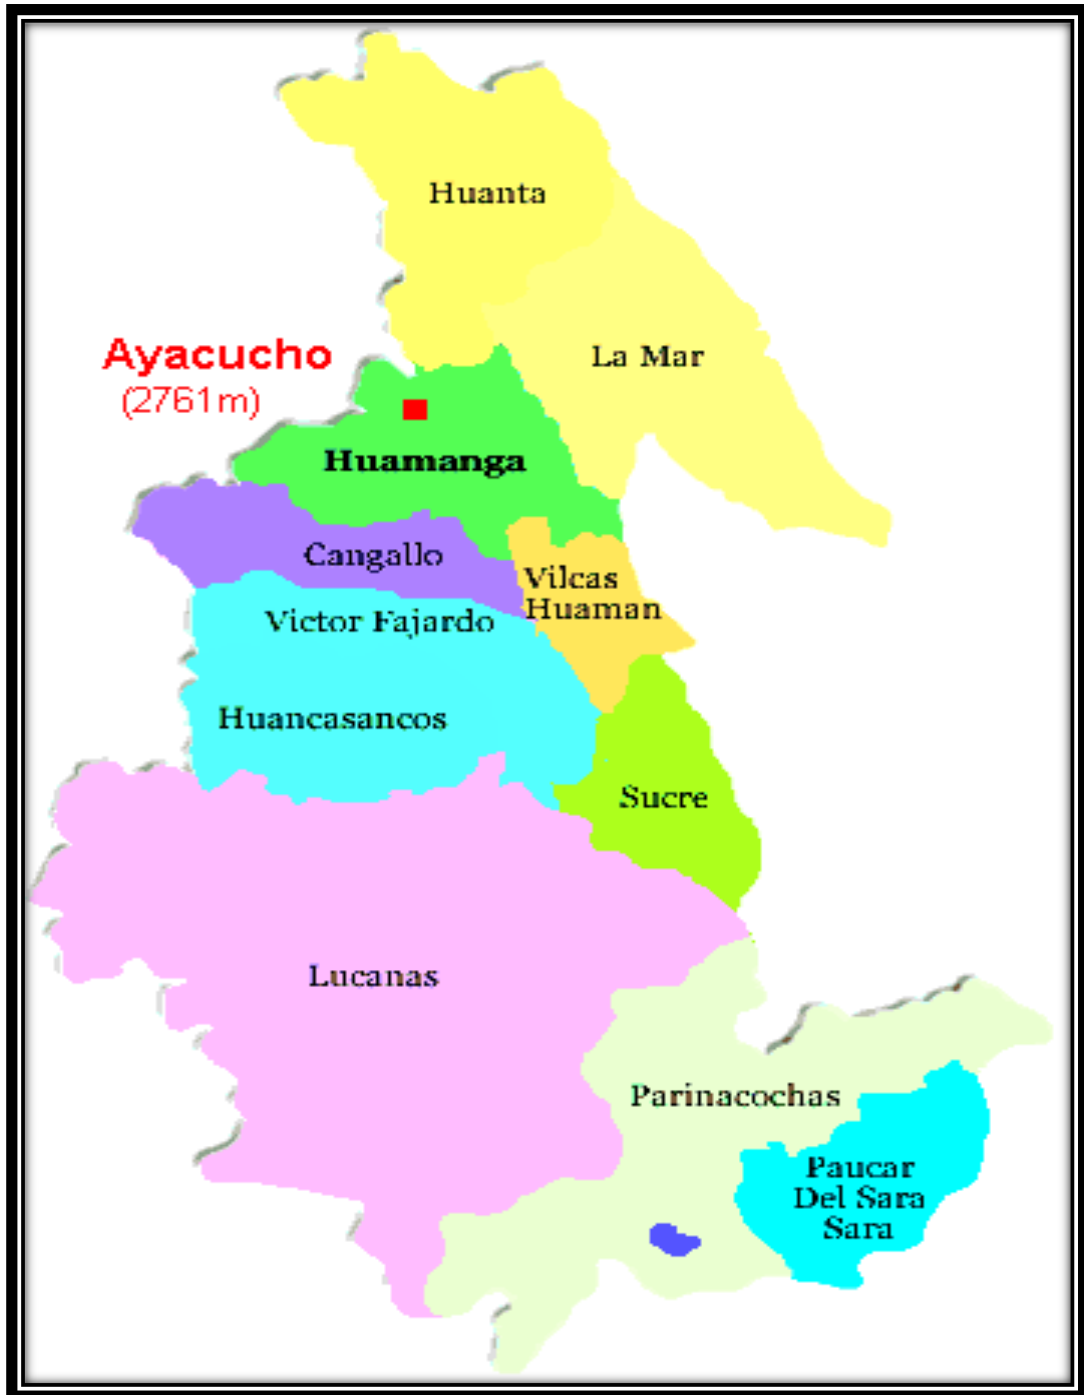 Huanta
Ayacucho
(2761m)
La Mar
Huamanga
Cangallo
Vilcas
Huaman
Victor Fajardo
Huancasancos
Sucre
Lucanas
Parinacochas
Paucar
Del Sara
Sara